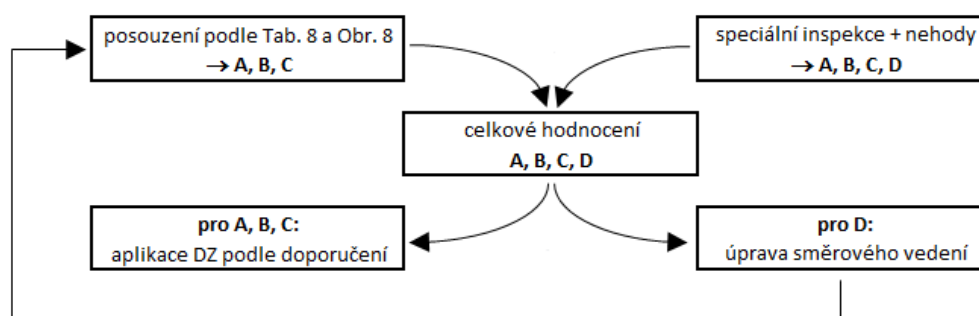 posouzení podle Tab. 8 a Obr. 8
→ A, B, C
speciální inspekce + nehody
→ A, B, C, D
celkové hodnocení
A, B, C, D
pro A, B, C:
aplikace DZ podle doporučení
pro D:
úprava směrového vedení